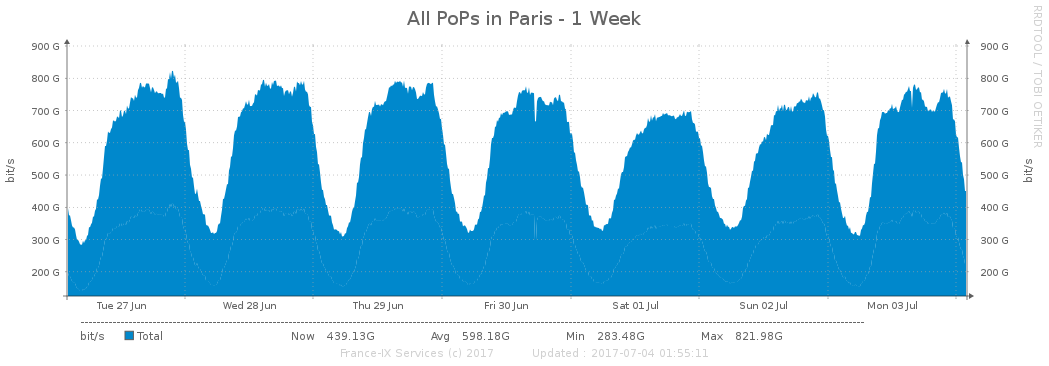 All PoPs in Paris - 1 Week
RRDTOOL / TOBI OETIKER
bit/s
900 G
800 G
700 G
600 G
500 G
400 G
300 G
200 G
900 G
800 G
700 G
600 G
500 G
400 G
300 G
200 G
bit/s
Tue 27 Jun Wed 28 Jun Thu 29 Jun Fri 30 Jun Sat 01 Jul Sun 02 Jul Mon 03 Jul
bit/s Total Now 439.13G Avg 598.18G Min 283.48G Max 821.98G
France-IX Services (c) 2017 Updated : 2017-07-04 01:55:11